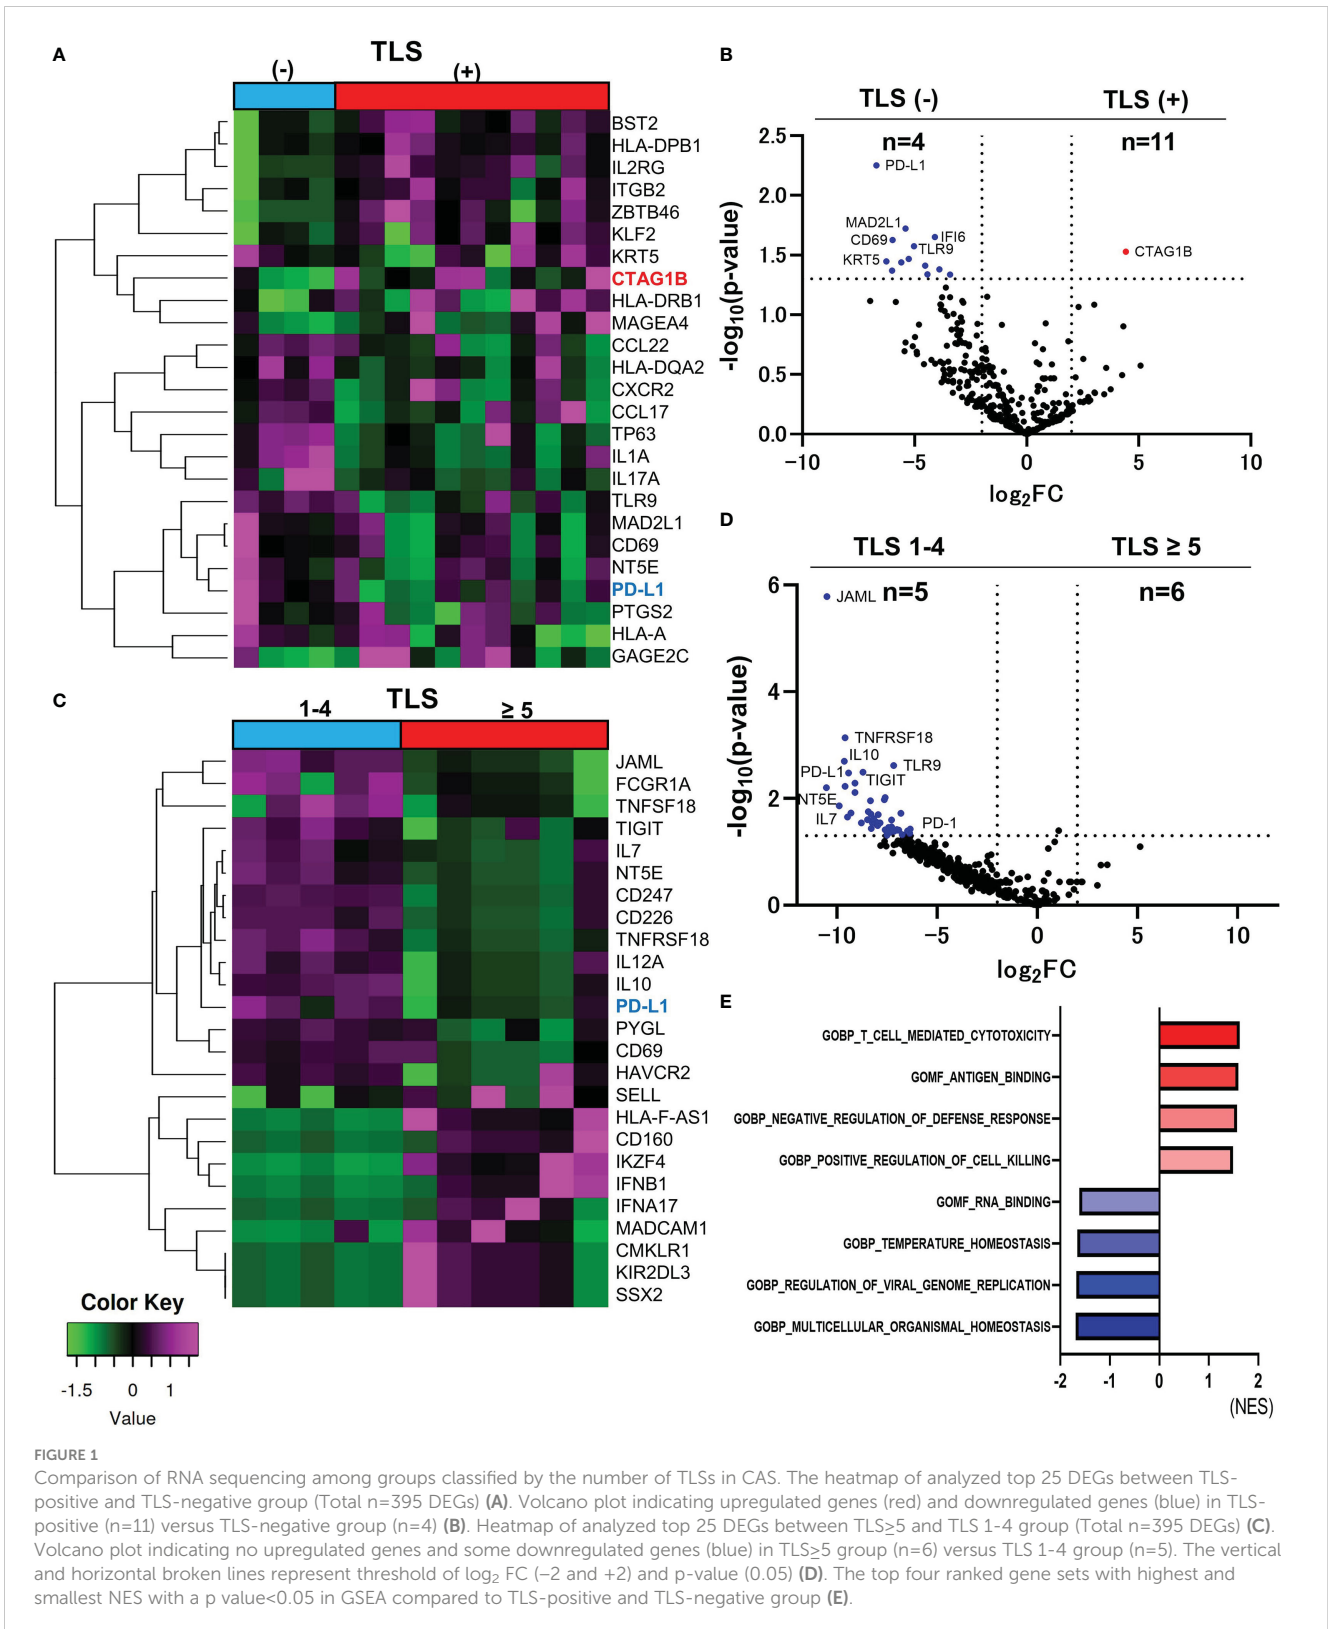 A
TLS
(-)
(+)
BST2
HLA-DPB1
IL2RG
ITGB2
ZBTB46
KLF2
KRT5
CTAG1B
HLA-DRB1
MAGEA4
CCL22
HLA-DQA2
CXCR2
CCL17
TP63
IL1A
IL17A
TLR9
MAD2L1
CD69
NT5E
PD-L1
PTGS2
HLA-A
GAGE2C
B
TLS (-)
TLS (+)
n=4
n=11
2.5
2.0
1.5
1.0
0.5
0.0
-log10(p-value)
PD-L1
MAD2L1
CD69
IFI6
TLR9
KRT5
CTAG1B
−10
−5
0
5
10
log2FC
C
TLS
1-4
≥ 5
JAML
FCGR1A
TNFSF18
TIGIT
IL7
NT5E
CD247
CD226
TNFRSF18
IL12A
IL10
PD-L1
PYGL
CD69
HAVCR2
SELL
HLA-F-AS1
CD160
IKZF4
IFNB1
IFNA17
MADCAM1
CMKLR1
KIR2DL3
SSX2
Color Key
-1.5
0
1
Value
D
TLS 1-4
TLS ≥ 5
n=5
n=6
6
4
2
0
-log10(p-value)
JAML
TNFRSF18
IL10
TLR9
PD-L1
TIGIT
NT5E
IL7
PD-1
−10
−5
0
5
10
log2FC
E
GOBP_T_CELL_MEDIATED_CYTOTOXICITY
GOMF_ANTIGEN_BINDING
GOBP_NEGATIVE_REGULATION_OF_DEFENSE_RESPONSE
GOBP_POSITIVE_REGULATION_OF_CELL_KILLING
GOMF_RNA_BINDING
GOBP_TEMPERATURE_HOMEOSTASIS
GOBP_REGULATION_OF_VIRAL_GENOME_REPLICATION
GOBP_MULTICELLULAR_ORGANISMAL_HOMEOSTASIS
-2
-1
0
1
2
(NES)
FIGURE 1
Comparison of RNA sequencing among groups classified by the number of TLSs in CAS. The heatmap of analyzed top 25 DEGs between TLS-
positive and TLS-negative group (Total n=395 DEGs) (A). Volcano plot indicating upregulated genes (red) and downregulated genes (blue) in TLS-
positive (n=11) versus TLS-negative group (n=4) (B). Heatmap of analyzed top 25 DEGs between TLS≥5 and TLS 1-4 group (Total n=395 DEGs) (C).
Volcano plot indicating no upregulated genes and some downregulated genes (blue) in TLS≥5 group (n=6) versus TLS 1-4 group (n=5). The vertical
and horizontal broken lines represent threshold of log2 FC (−2 and +2) and p-value (0.05) (D). The top four ranked gene sets with highest and
smallest NES with a p value<0.05 in GSEA compared to TLS-positive and TLS-negative group (E).